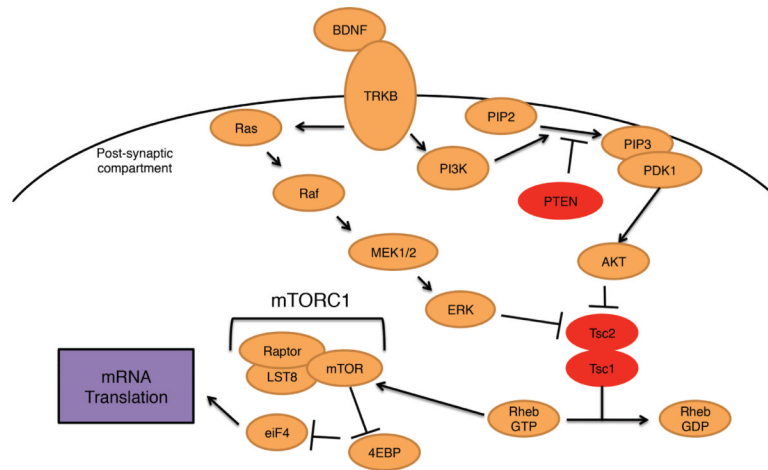 BDNF
TRKB
PIP2
Ras
PIP3
Post-synaptic
compartment
PI3K
PDK1
Raf
PTEN
MEK1/2
AKT
mTORC1
ERK
Tsc2
Raptor
mTOR
LST8
Tsc1
mRNA
Translation
Rheb
GTP
Rheb
GDP
eiF4
4EBP